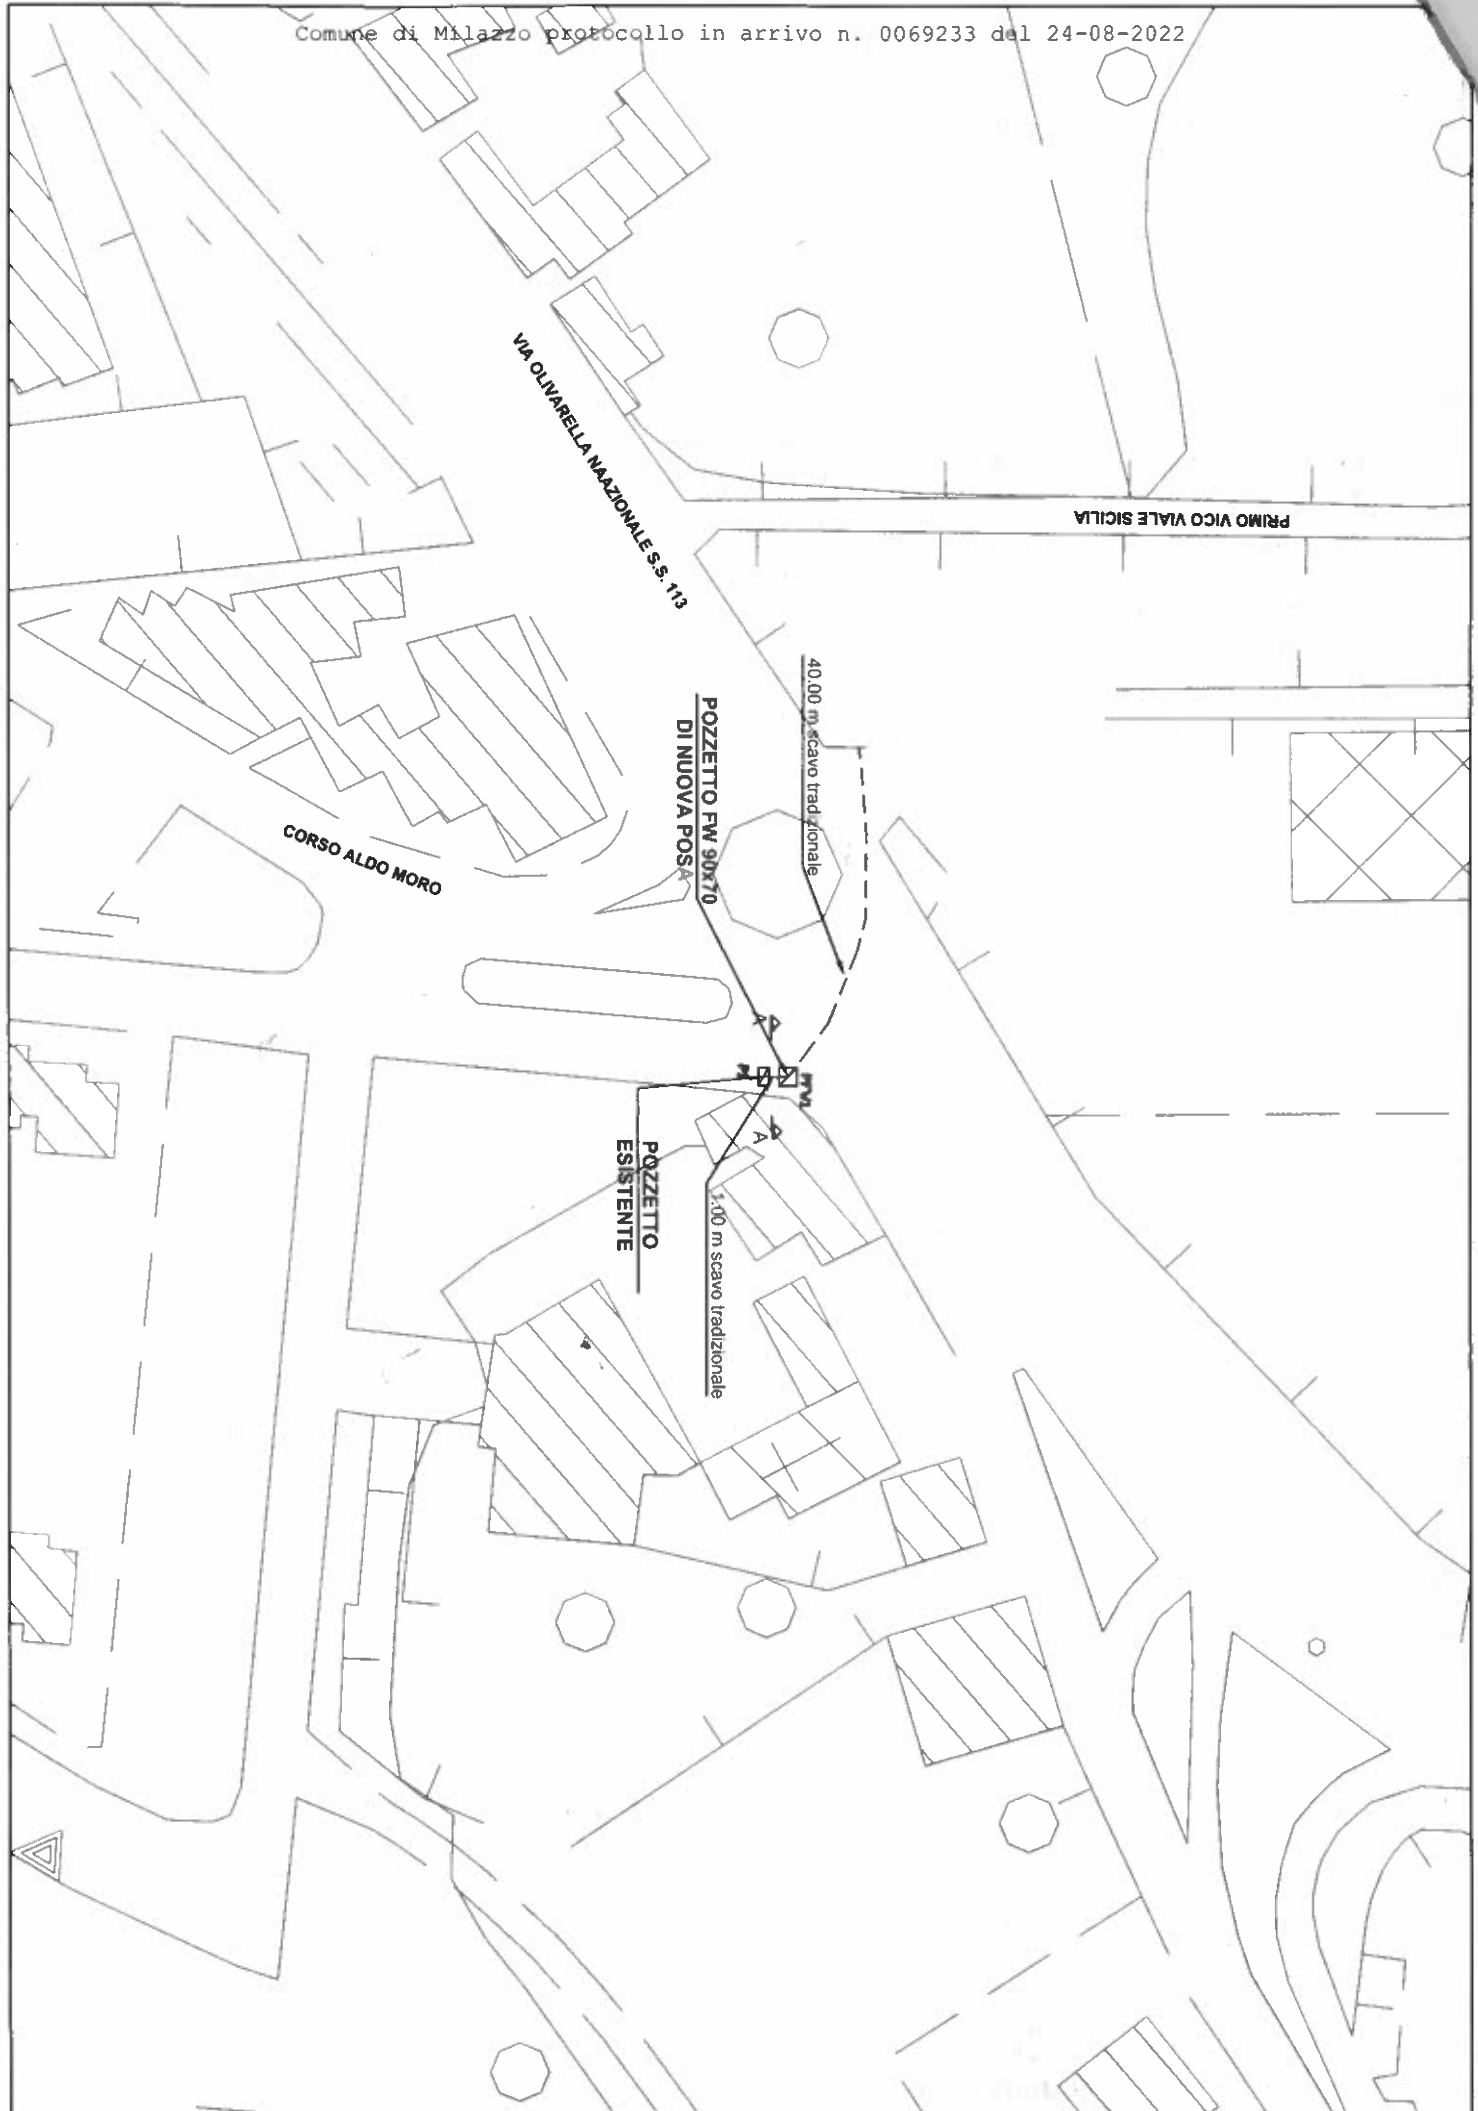 Comune di Milazzo protocollo in arrivo n. 0069233 del 24-08-2022
VIA OLIVARELLA NAAZIONALE S.S. 113
PRIMO VICO VIALE SICILIA
40.00 m scavo tradizionale
POZZETTO FW 90x70
DI NUOVA POSA
CORSO ALDO MORO
A
A
POZZETTO
ESISTENTE
1.00 m scavo tradizionale